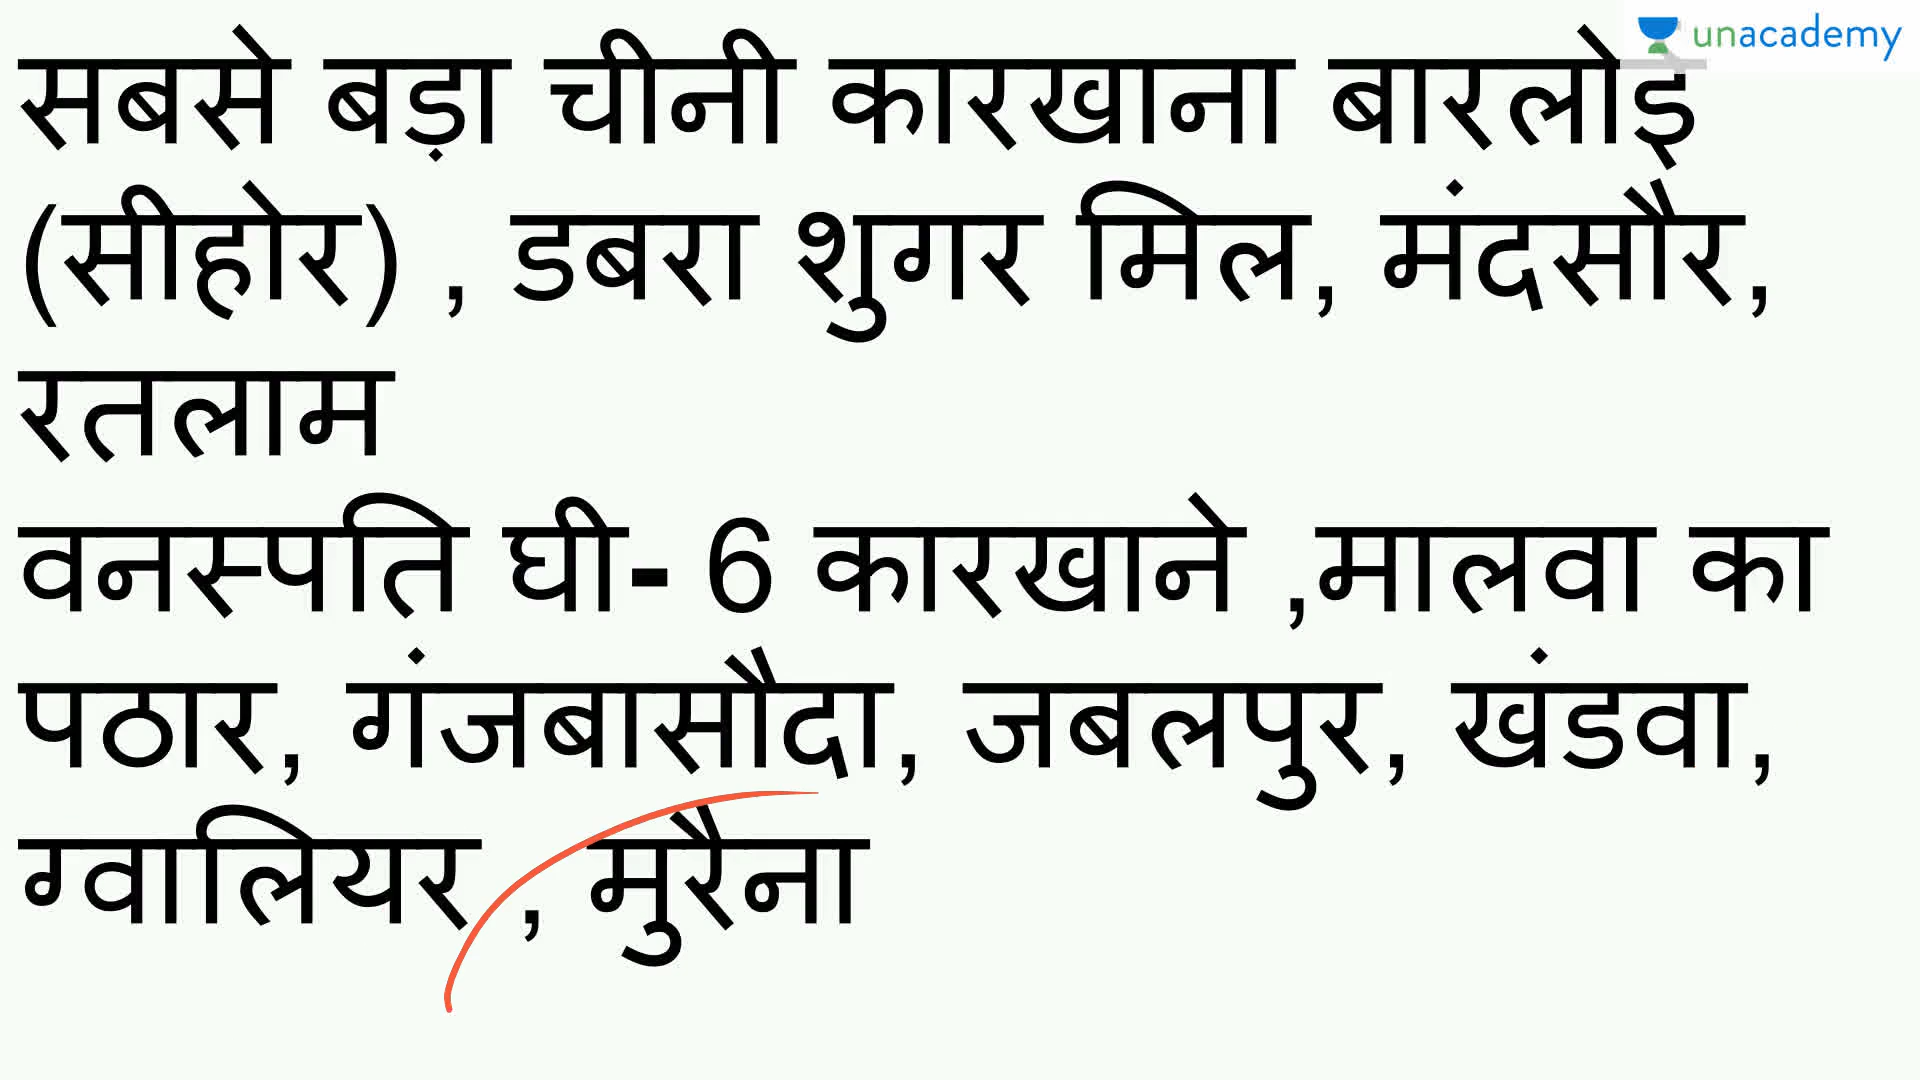 unacademy
सबसे बड़ा चीनी कारखाना बारलोइ
(सीहोर) , डबरा शुगर मिल, मंदसौर,
रतलाम
वनस्पति घी- 6 कारखाने ,मालवा का
पठार, गंजबासौदा, जबलपुर, खंडवा,
ग्वालियर , मुरैना